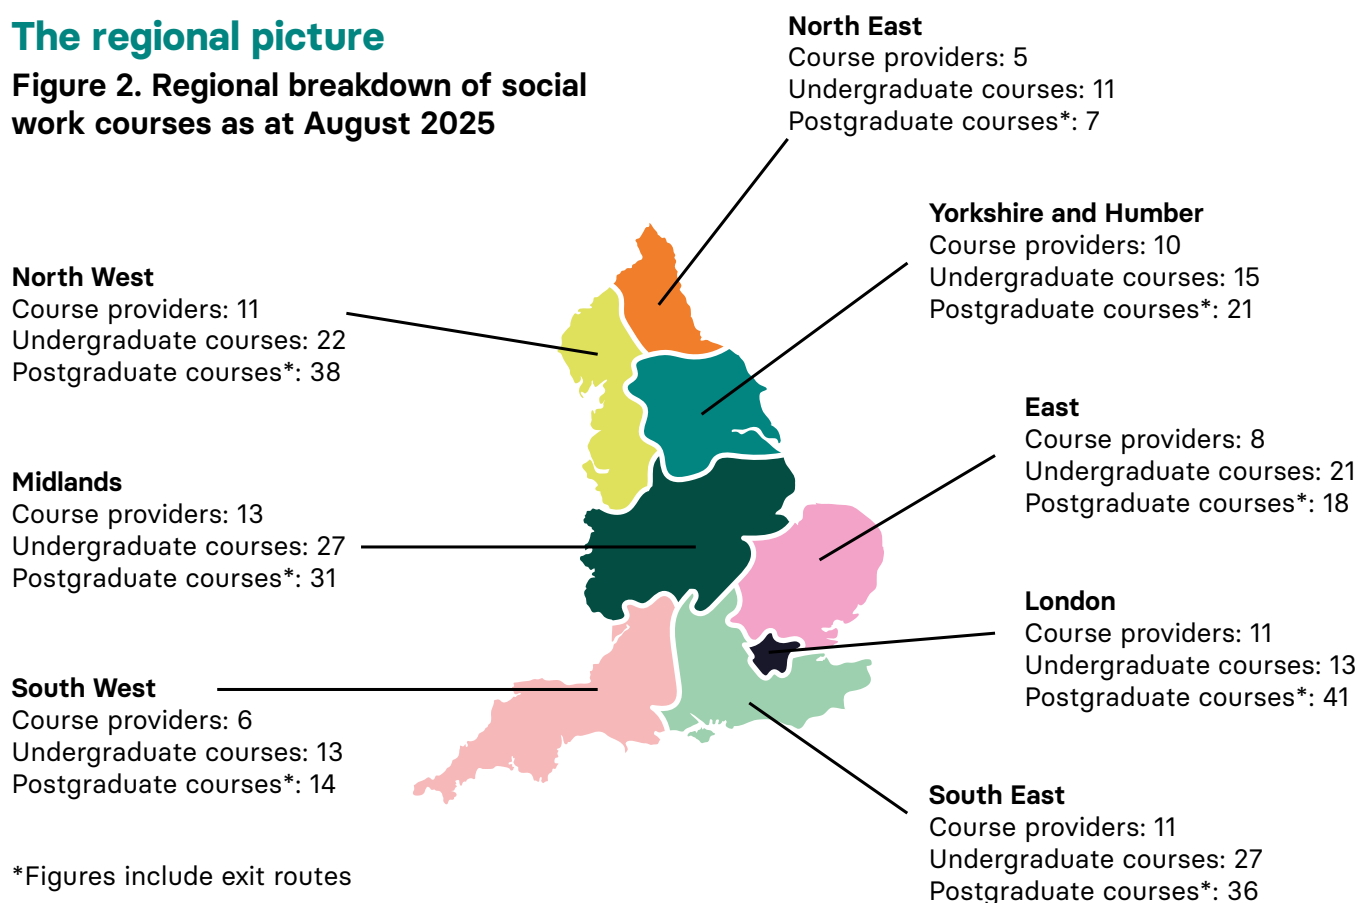 The regional picture
Figure 2. Regional breakdown of social
work courses as at August 2025
North East
Course providers: 5
Undergraduate courses: 11
Postgraduate courses*: 7
Yorkshire and Humber
Course providers: 10
Undergraduate courses: 15
Postgraduate courses*: 21
North West
Course providers: 11
Undergraduate courses: 22
Postgraduate courses*: 38
East
Course providers: 8
Undergraduate courses: 21
Postgraduate courses*: 18
Midlands
Course providers: 13
Undergraduate courses: 27
Postgraduate courses*: 31
London
Course providers: 11
Undergraduate courses: 13
Postgraduate courses*: 41
South West
Course providers: 6
Undergraduate courses: 13
Postgraduate courses*: 14
South East
Course providers: 11
Undergraduate courses: 27
Postgraduate courses*: 36
*Figures include exit routes